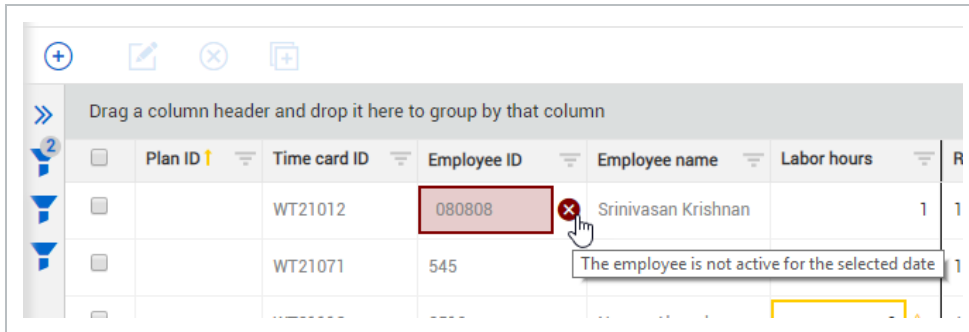 Drag a column header and drop it here to group by that column
2
Plan ID Time card ID Employee ID Employee name Labor hours R
WT21012 080808 Srinivasan Krishnan 1 1
The employee is not active for the selected date
WT21071 545 1